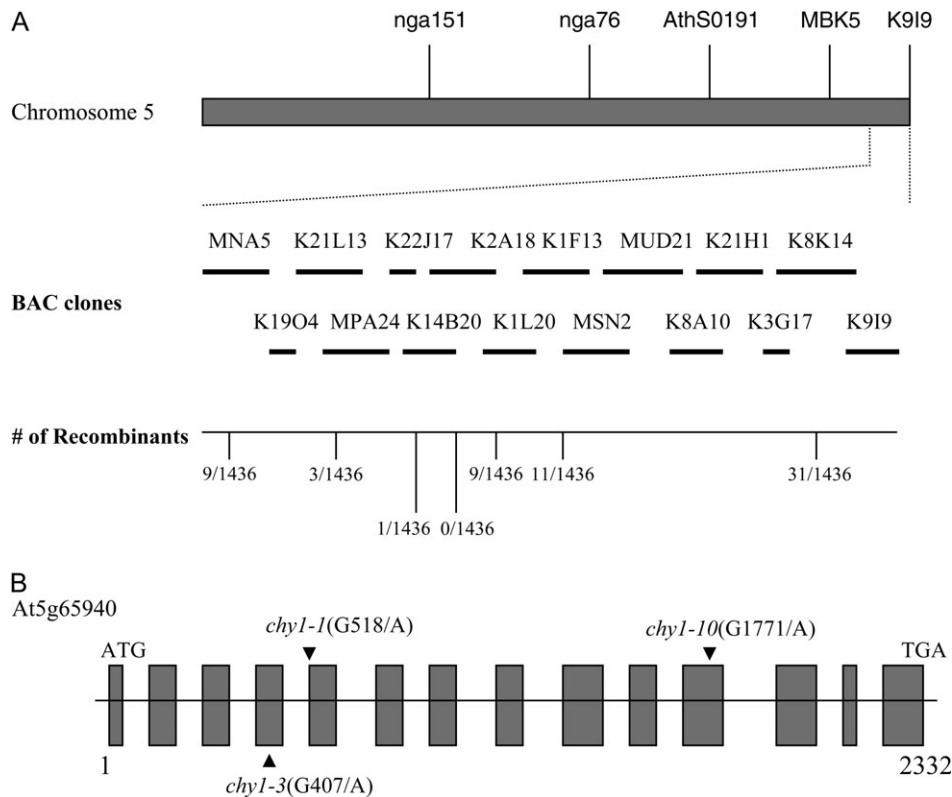 A
nga151 nga76 AthS0191 MBK5 K9I9
Chromosome 5
MNA5 K21L13 K22J17 K2A18 K1F13 MUD21 K21H1 K8K14
BAC clones
K19O4 MPA24 K14B20 K1L20 MSN2 K8A10 K3G17 K9I9
# of Recombinants
9/1436 3/1436 9/1436 11/1436 31/1436
1/1436 0/1436
B
At5g65940
chy1-1(G518/A) chy1-10(G1771/A)
ATG TGA
1 2332
chy1-3(G407/A)